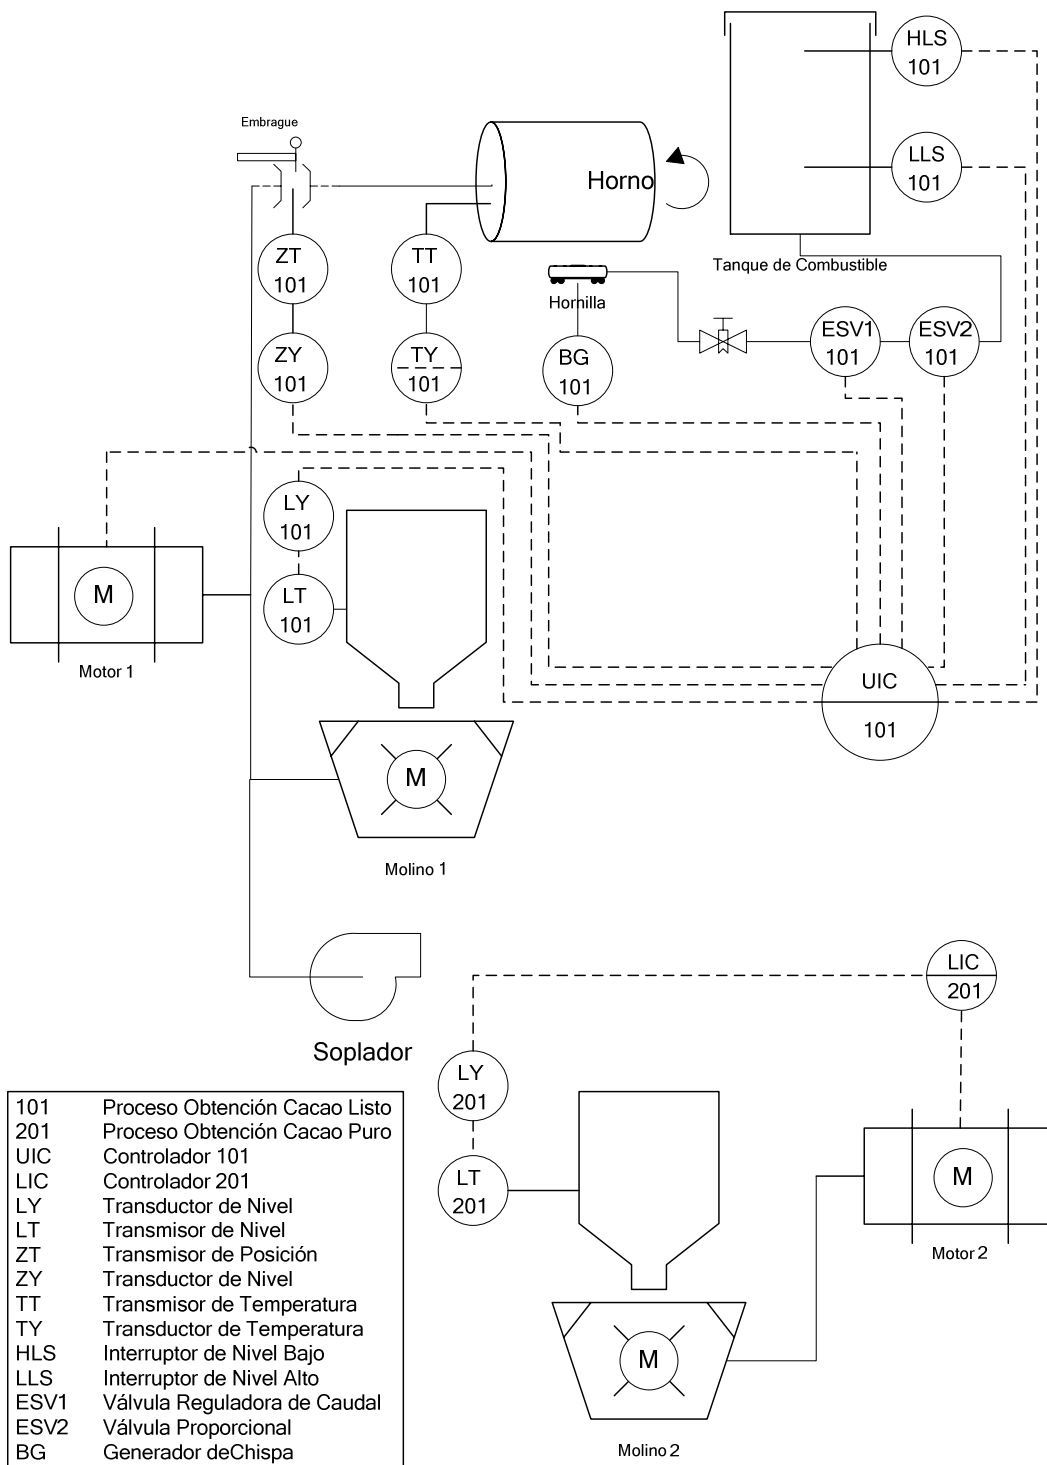 HLS
101
Embrague
LLS
101
Horno
ZT
101
TT
101
Tanque de Combustible
Hornilla
ESV1
101
ESV2
101
ZY
101
TY
101
BG
101
LY
101
M
LT
101
Motor 1
UIC
101
M
Molino 1
LIC
201
Soplador
LY
201
LT
201
M
Motor 2
M
Molino 2
101 Proceso Obtención Cacao Listo
201 Proceso Obtención Cacao Puro
UIC Controlador 101
LIC Controlador 201
LY Transductor de Nivel
LT Transmisor de Nivel
ZT Transmisor de Posición
ZY Transductor de Nivel
TT Transmisor de Temperatura
TY Transductor de Temperatura
HLS Interruptor de Nivel Bajo
LLS Interruptor de Nivel Alto
ESV1 Válvula Reguladora de Caudal
ESV2 Válvula Proporcional
BG Generador deChispa